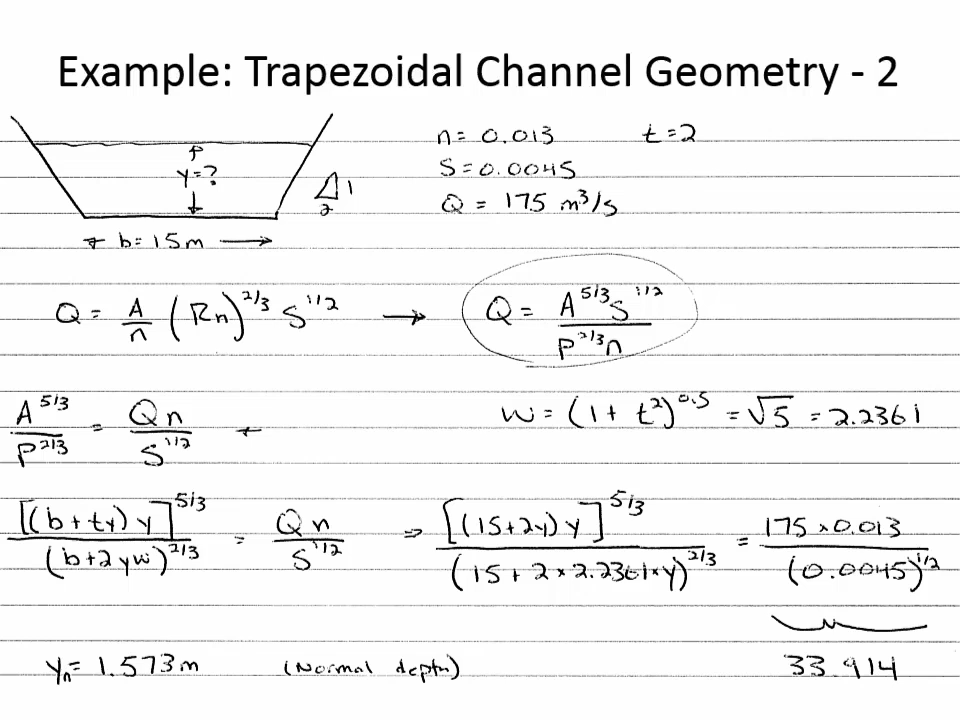 Example: Trapezoidal Channel Geometry - 2
n = 0.013 t = 2
S = 0.0045
Q = 175 m³/s
y = ?
1
2
b = 15m
Q = A/n (Rn)^2/3 S^1/2 → Q = A^5/3 S^1/2 / P^2/3 n
A^5/3 / P^2/3 = Qn / S^1/2 ←
W = (1 + t²)^0.5 = √5 = 2.2361
[(b + ty) y]^5/3 / (b + 2yw)^2/3 = Qn / S^1/2 ⇒ [(15 + 2y) y]^5/3 / (15 + 2 × 2.2361 × y)^2/3 = 175 × 0.013 / (0.0045)^1/2
yn = 1.573 m (Normal depth) 33.914